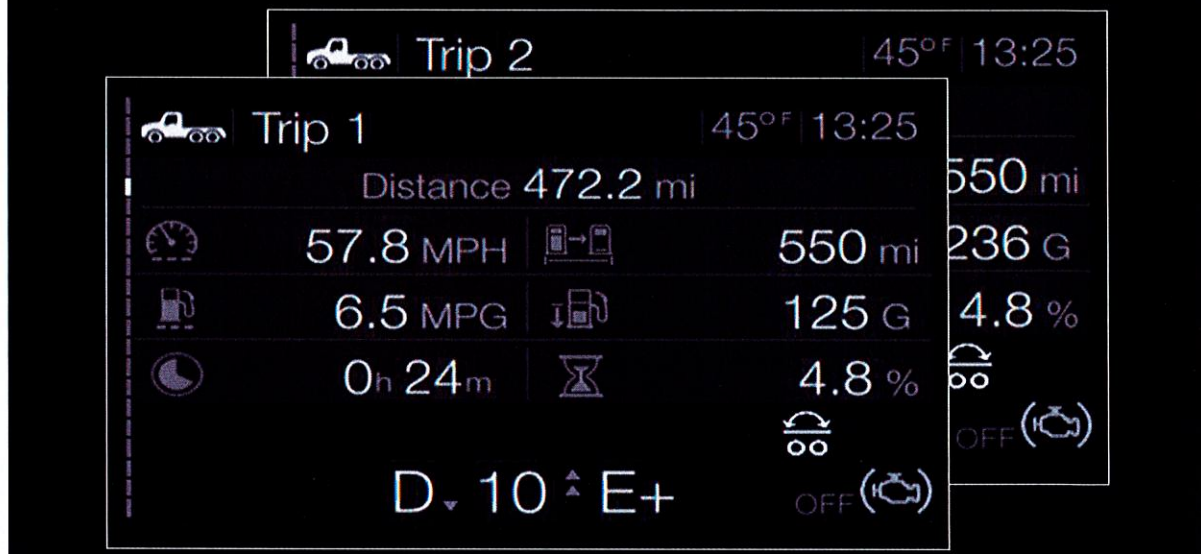 Trip 2 45°F 13:25
Trip 1 45°F 13:25
Distance 472.2 mi
57.8 MPH 550 mi
6.5 MPG 125 G
0h 24m 4.8 %
D 10 E+ OFF
550 mi
236 G
4.8 %
OFF